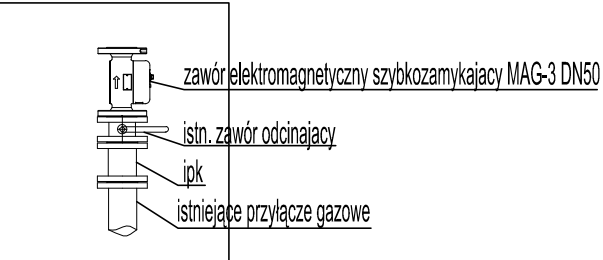 zawór elektromagnetyczny szybkozamykajacy MAG-3 DN50
istn. zawór odcinajacy
ipk
istniejące przyłącze gazowe